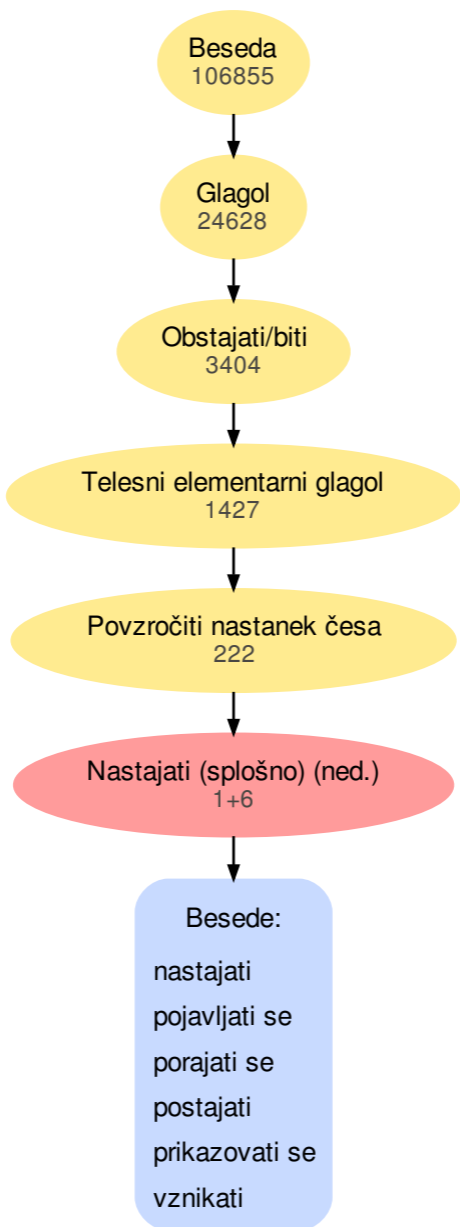 Beseda
106855
Glagol
24628
Obstajati/biti
3404
Telesni elementarni glagol
1427
Povzročiti nastanek česa
222
Nastajati (splošno) (ned.)
1+6
Besede:
nastajati
pojavljati se
porajati se
postajati
prikazovati se
vznikati